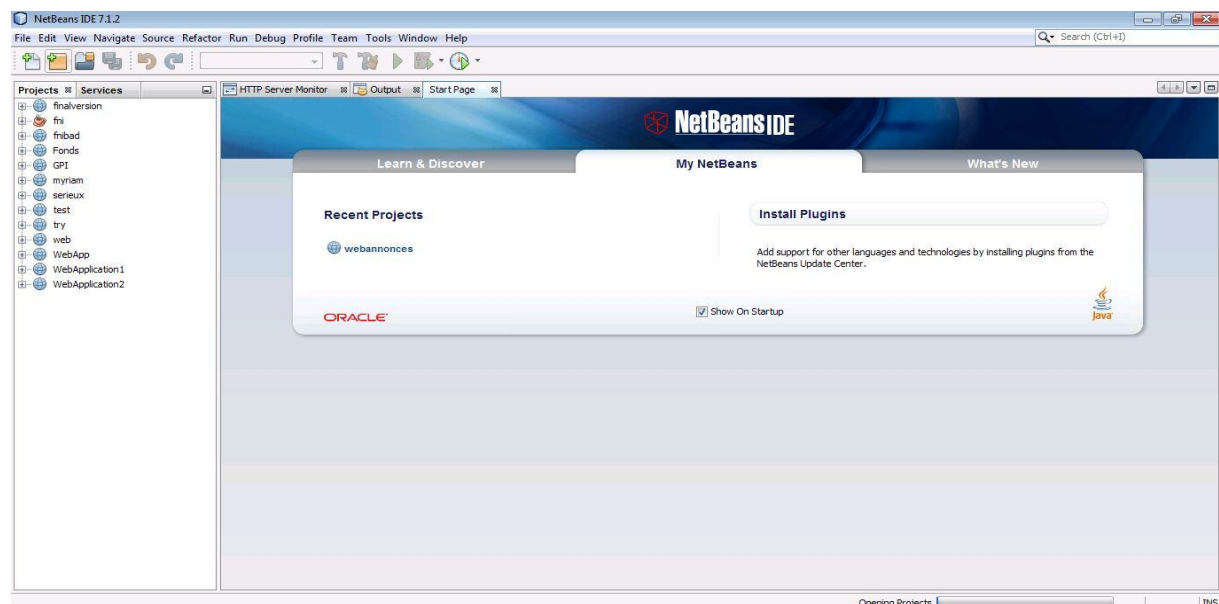 NetBeans IDE 7.1.2
File Edit View Navigate Source Refactor Run Debug Profile Team Tools Window Help
Search (Ctrl+I)
Projects Services
HTTP Server Monitor Output Start Page
finalversion
fni
fnibad
Fonds
GPI
myriam
serieux
test
try
web
WebApp
WebApplication1
WebApplication2
NetBeans IDE
Learn & Discover My NetBeans What's New
Recent Projects
webannonces
Install Plugins
Add support for other languages and technologies by installing plugins from the
NetBeans Update Center.
ORACLE
Show On Startup
Java
Opening Projects
INS